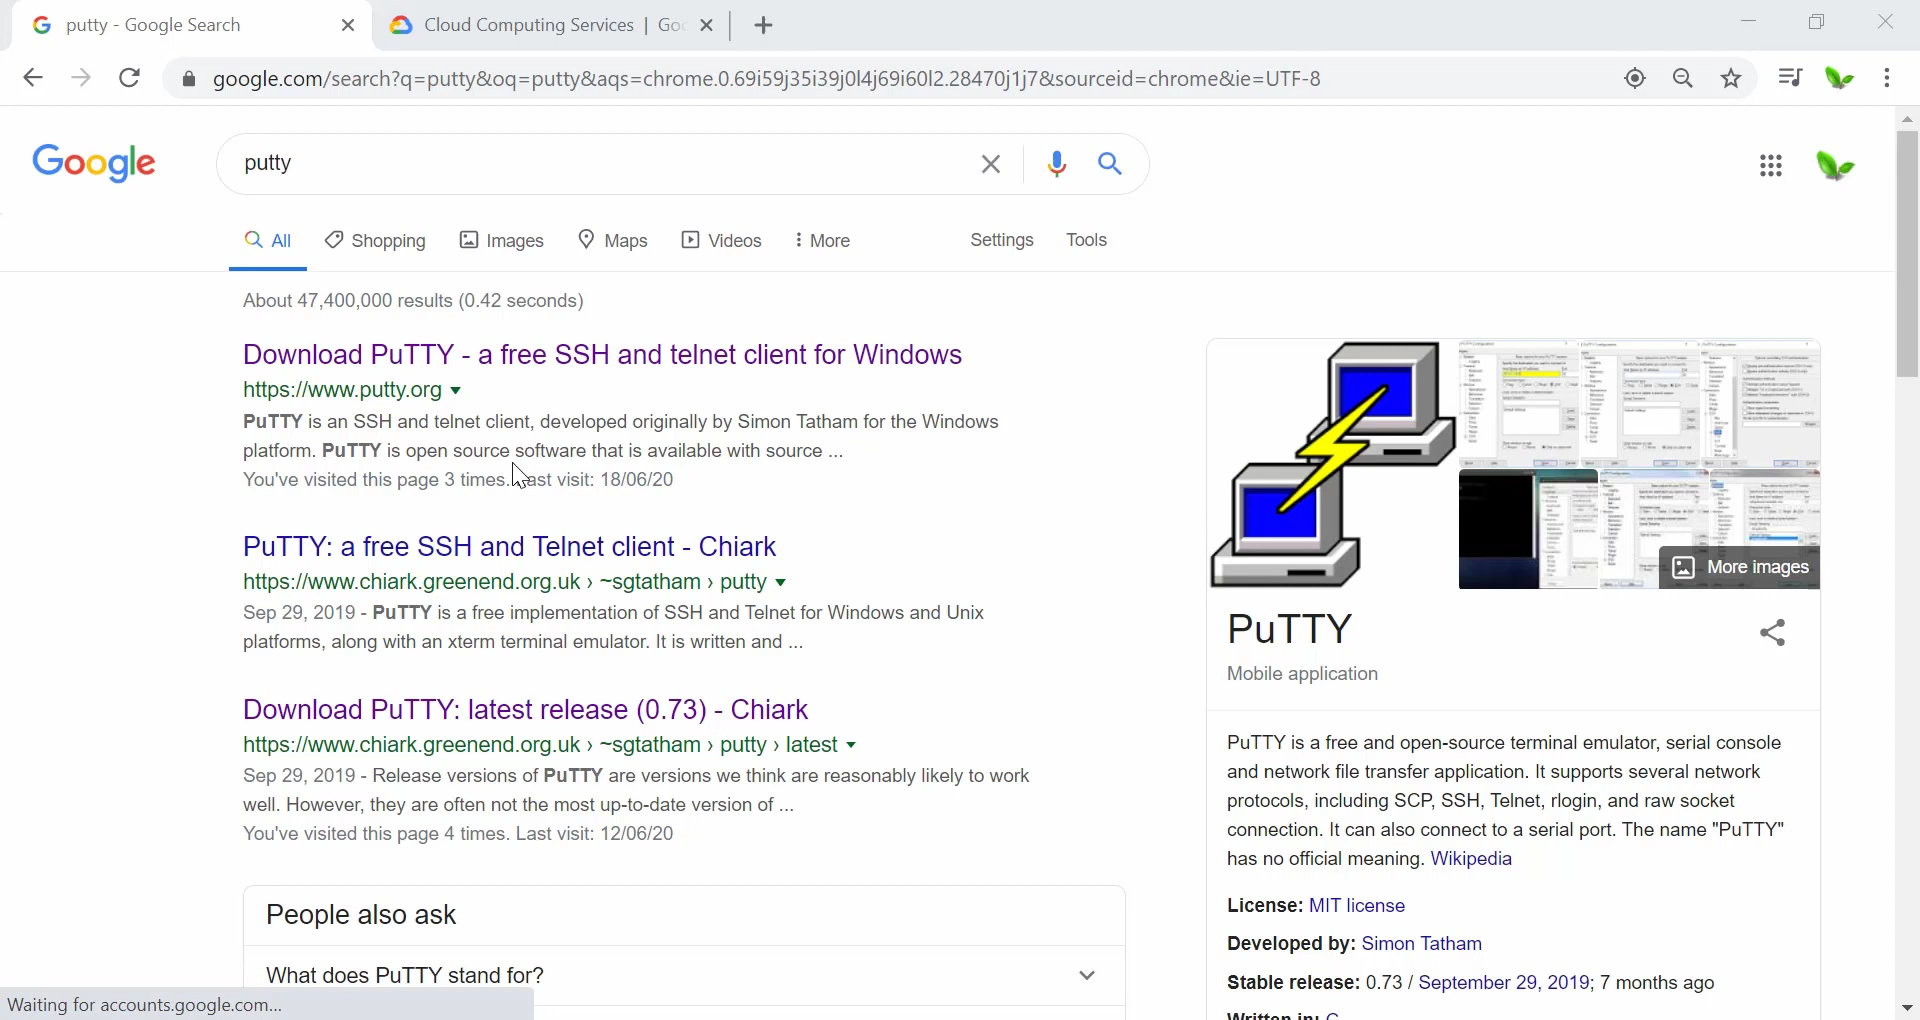 putty - Google Search
Cloud Computing Services | Goo
google.com/search?q=putty&oq=putty&aqs=chrome.0.69i59j35i39j0l4j69i60l2.28470j1j7&sourceid=chrome&ie=UTF-8
Google
putty
All
Shopping
Images
Maps
Videos
More
Settings
Tools
About 47,400,000 results (0.42 seconds)
Download PuTTY - a free SSH and telnet client for Windows
https://www.putty.org
PuTTY is an SSH and telnet client, developed originally by Simon Tatham for the Windows
platform. PuTTY is open source software that is available with source ...
You've visited this page 3 times. Last visit: 18/06/20
PuTTY: a free SSH and Telnet client - Chiark
https://www.chiark.greenend.org.uk › ~sgtatham › putty
Sep 29, 2019 - PuTTY is a free implementation of SSH and Telnet for Windows and Unix
platforms, along with an xterm terminal emulator. It is written and ...
Download PuTTY: latest release (0.73) - Chiark
https://www.chiark.greenend.org.uk › ~sgtatham › putty › latest
Sep 29, 2019 - Release versions of PuTTY are versions we think are reasonably likely to work
well. However, they are often not the most up-to-date version of ...
You've visited this page 4 times. Last visit: 12/06/20
People also ask
What does PuTTY stand for?
Waiting for accounts.google.com...
More images
PuTTY
Mobile application
PuTTY is a free and open-source terminal emulator, serial console
and network file transfer application. It supports several network
protocols, including SCP, SSH, Telnet, rlogin, and raw socket
connection. It can also connect to a serial port. The name "PuTTY"
has no official meaning. Wikipedia
License: MIT license
Developed by: Simon Tatham
Stable release: 0.73 / September 29, 2019; 7 months ago
Written in: C